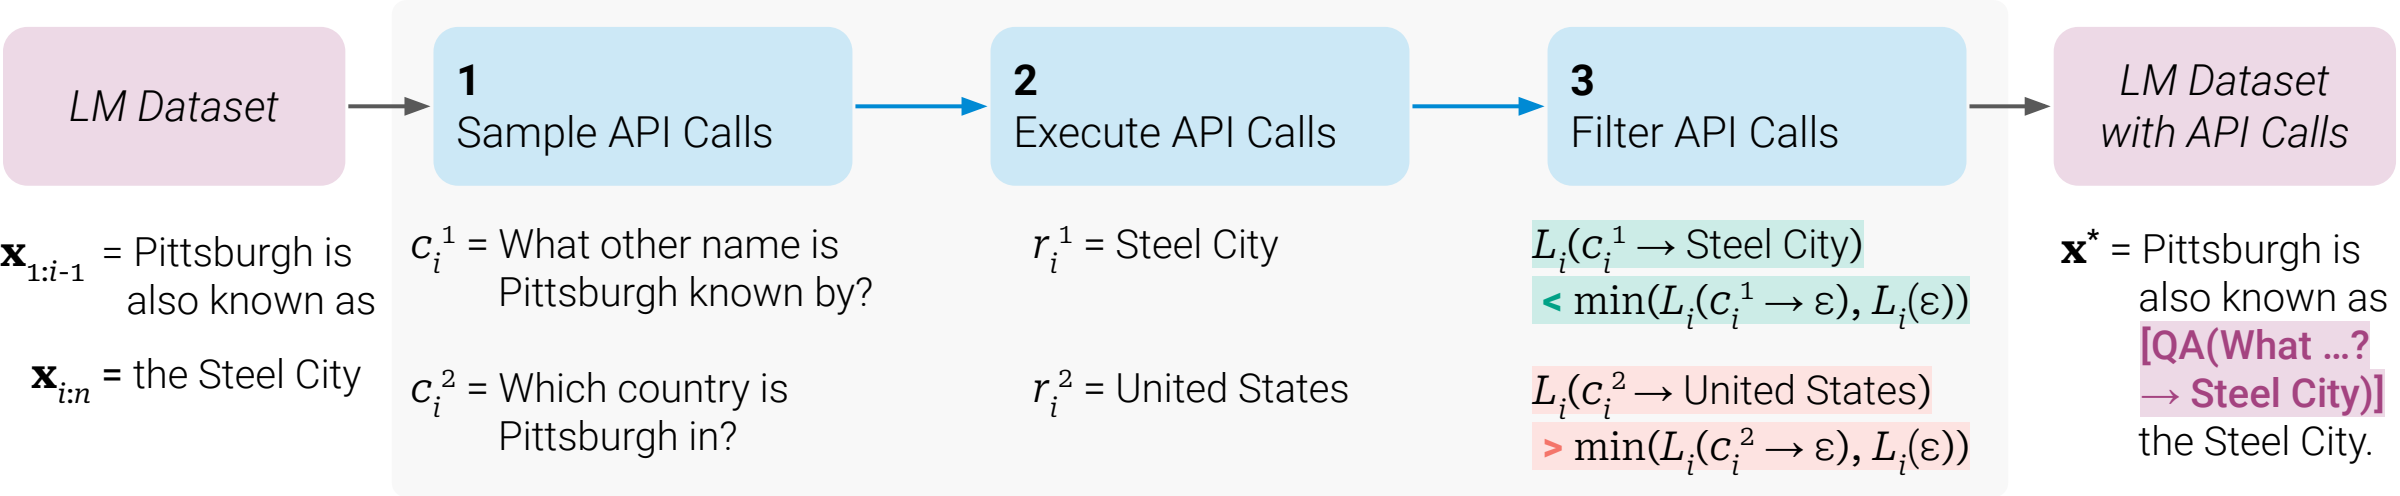 LM Dataset
1
Sample API Calls
2
Execute API Calls
3
Filter API Calls
LM Dataset
with API Calls
x₁:ᵢ₋₁ = Pittsburgh is
also known as
xᵢ:ₙ = the Steel City
cᵢ¹ = What other name is
Pittsburgh known by?
cᵢ² = Which country is
Pittsburgh in?
rᵢ¹ = Steel City
rᵢ² = United States
Lᵢ(cᵢ¹ → Steel City)
< min(Lᵢ(cᵢ¹ → ε), Lᵢ(ε))
Lᵢ(cᵢ² → United States)
> min(Lᵢ(cᵢ² → ε), Lᵢ(ε))
x* = Pittsburgh is
also known as
[QA(What ...?
→ Steel City)]
the Steel City.